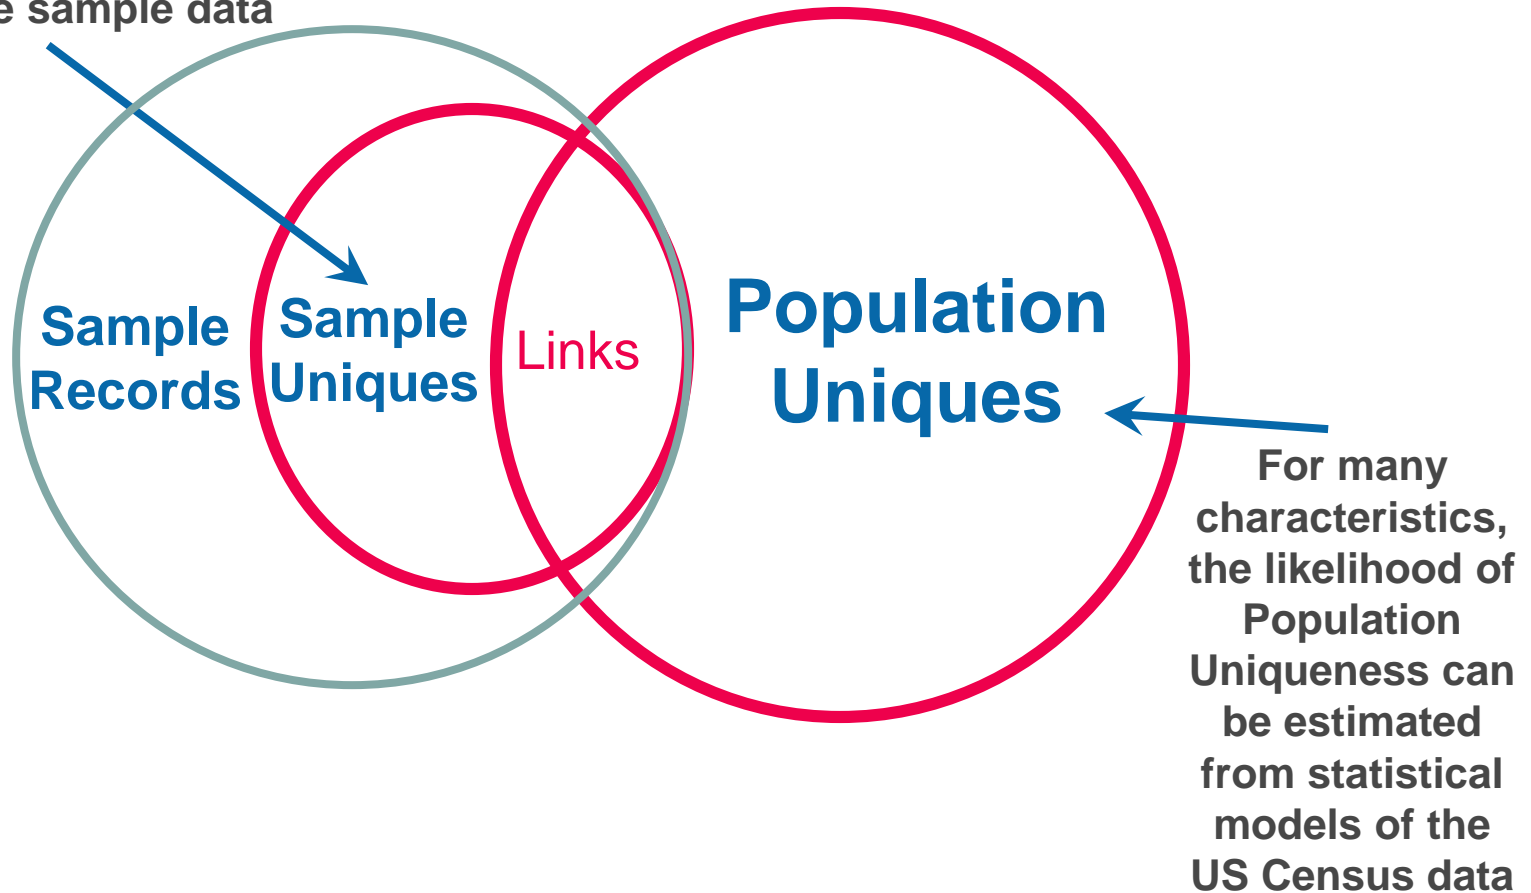 sample data
Sample
Records
Sample
Uniques
Links
Population
Uniques
For many
characteristics,
the likelihood of
Population
Uniqueness can
be estimated
from statistical
models of the
US Census data